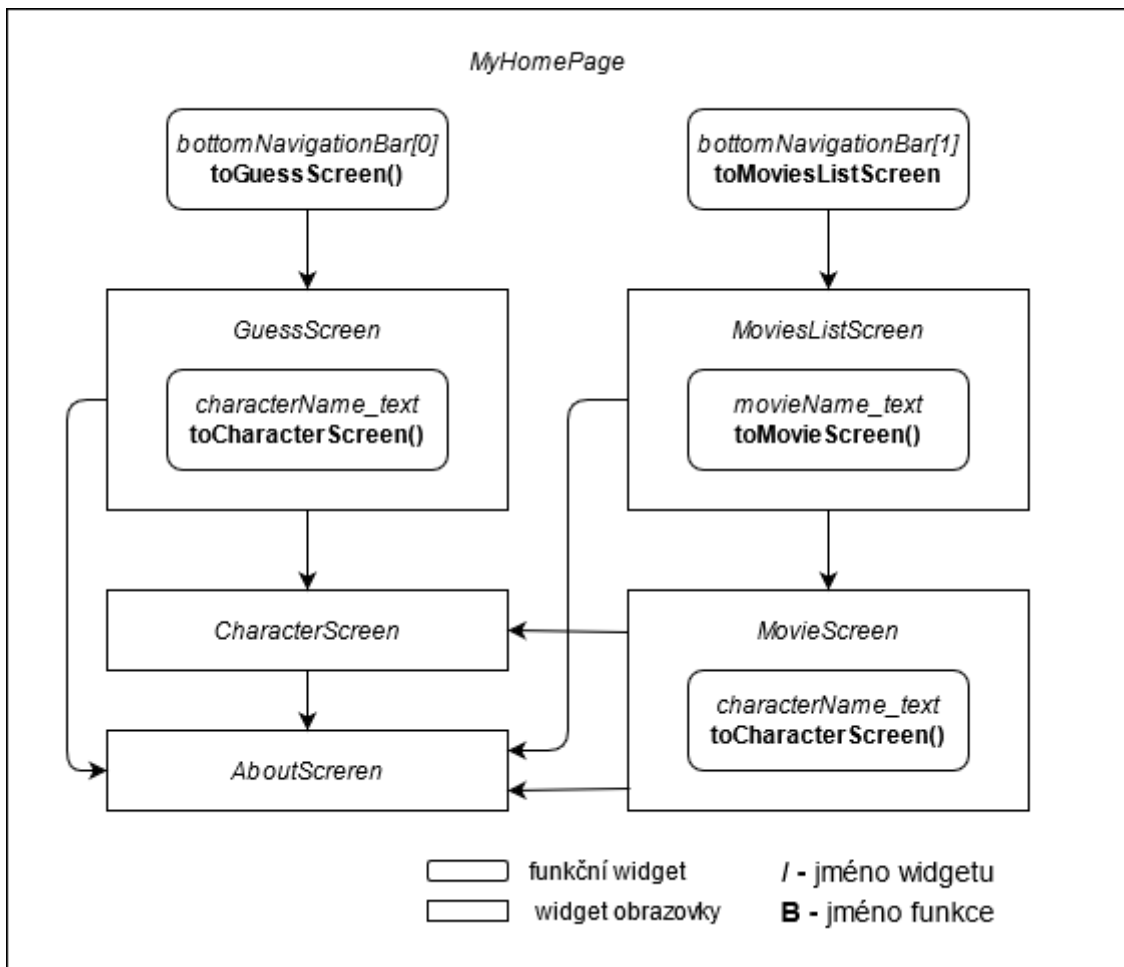 MyHomePage
bottomNavigationBar[0]
toGuessScreen()
bottomNavigationBar[1]
toMoviesListScreen
GuessScreen
characterName_text
toCharacterScreen()
MoviesListScreen
movieName_text
toMovieScreen()
CharacterScreen
MovieScreen
characterName_text
toCharacterScreen()
AboutScreren
funkční widget
I - jméno widgetu
widget obrazovky
B - jméno funkce